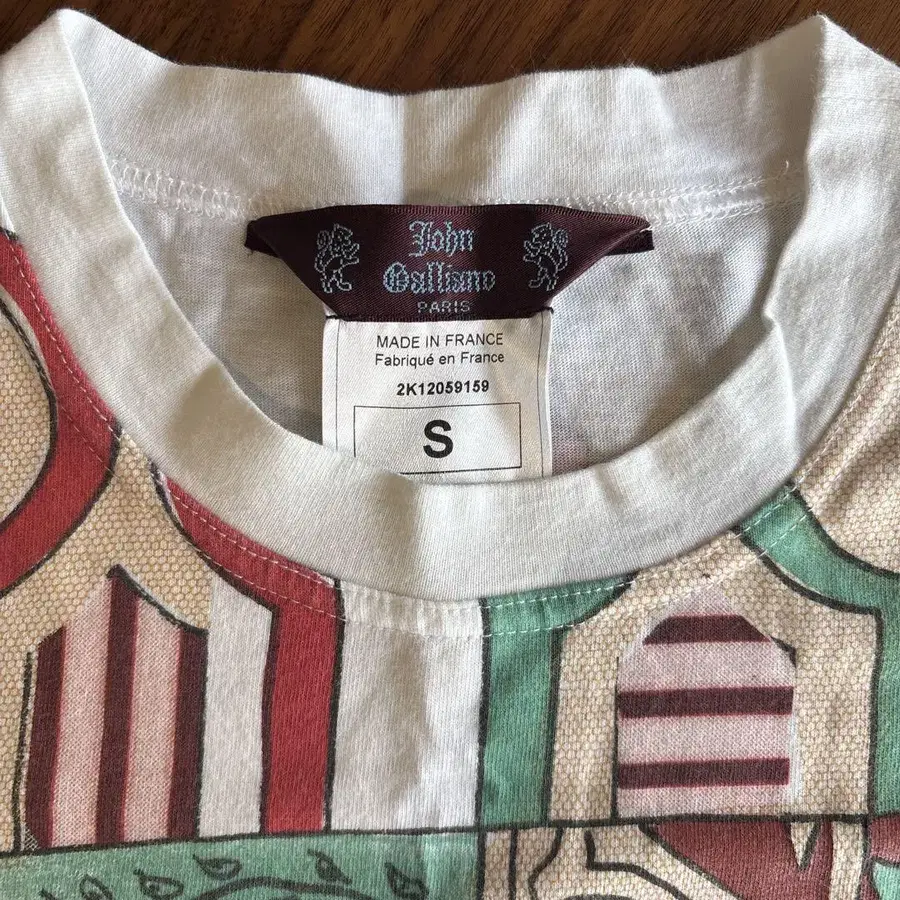 John
Galliano
PARIS
MADE IN FRANCE
Fabriqué en France
2K12059159
S